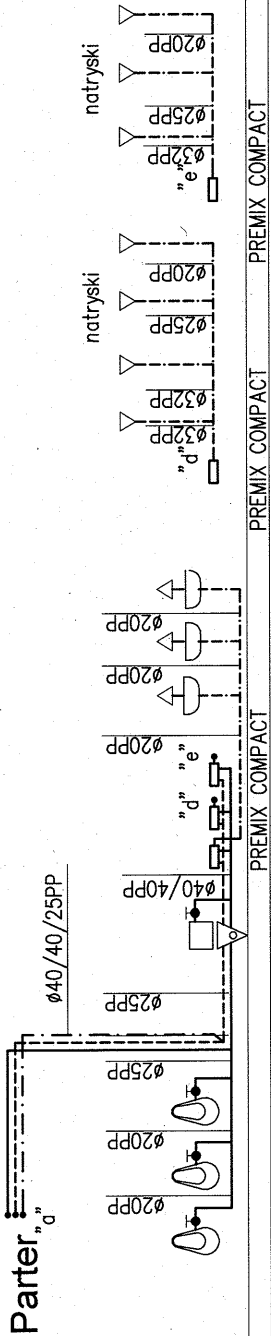 natryski
ø20PP
ø25PP
ø32PP
"e"
natryski
ø20PP
ø25PP
ø32PP
ø32PP
"d"
ø20PP
ø20PP
ø20PP
"e"
"d"
ø40/40PP
ø40/40/25PP
ø25PP
ø25PP
ø20PP
ø20PP
Parter
"a"
PREMIX COMPACT
PREMIX COMPACT
PREMIX COMPACT